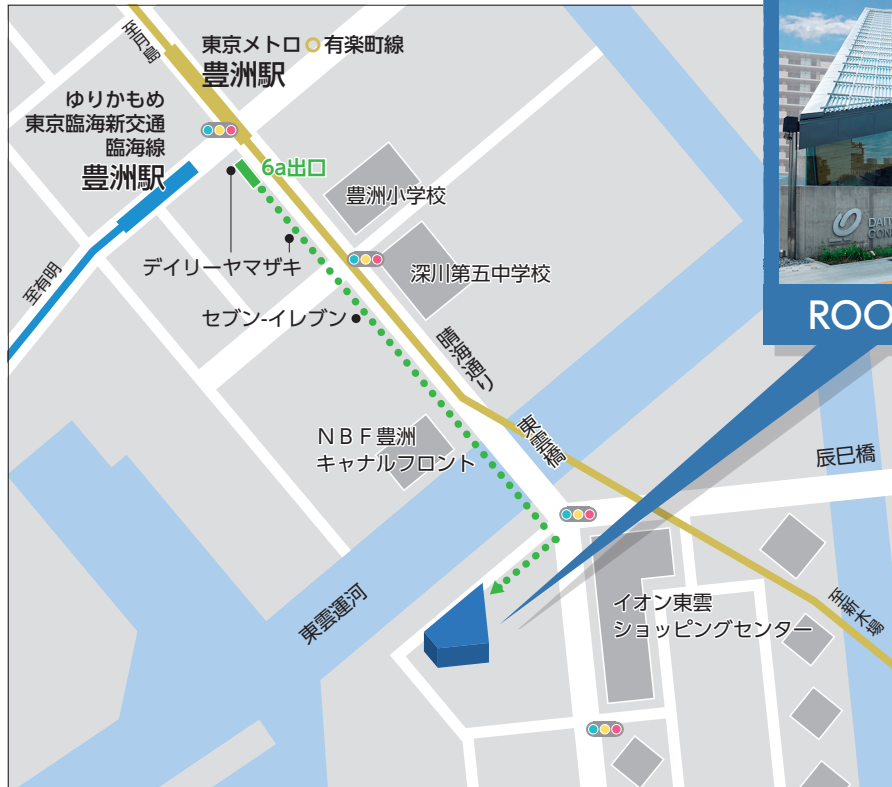 至月島
東京メトロ 有楽町線
豊洲駅
ゆりかもめ
東京臨海新交通
臨海線
豊洲駅
6a出口
豊洲小学校
至有明
デイリーヤマザキ
深川第五中学校
セブン-イレブン
晴海通り
NBF豊洲
キャナルフロント
東雲橋
辰巳橋
東雲運河
イオン東雲
ショッピングセンター
至新木場
ROO